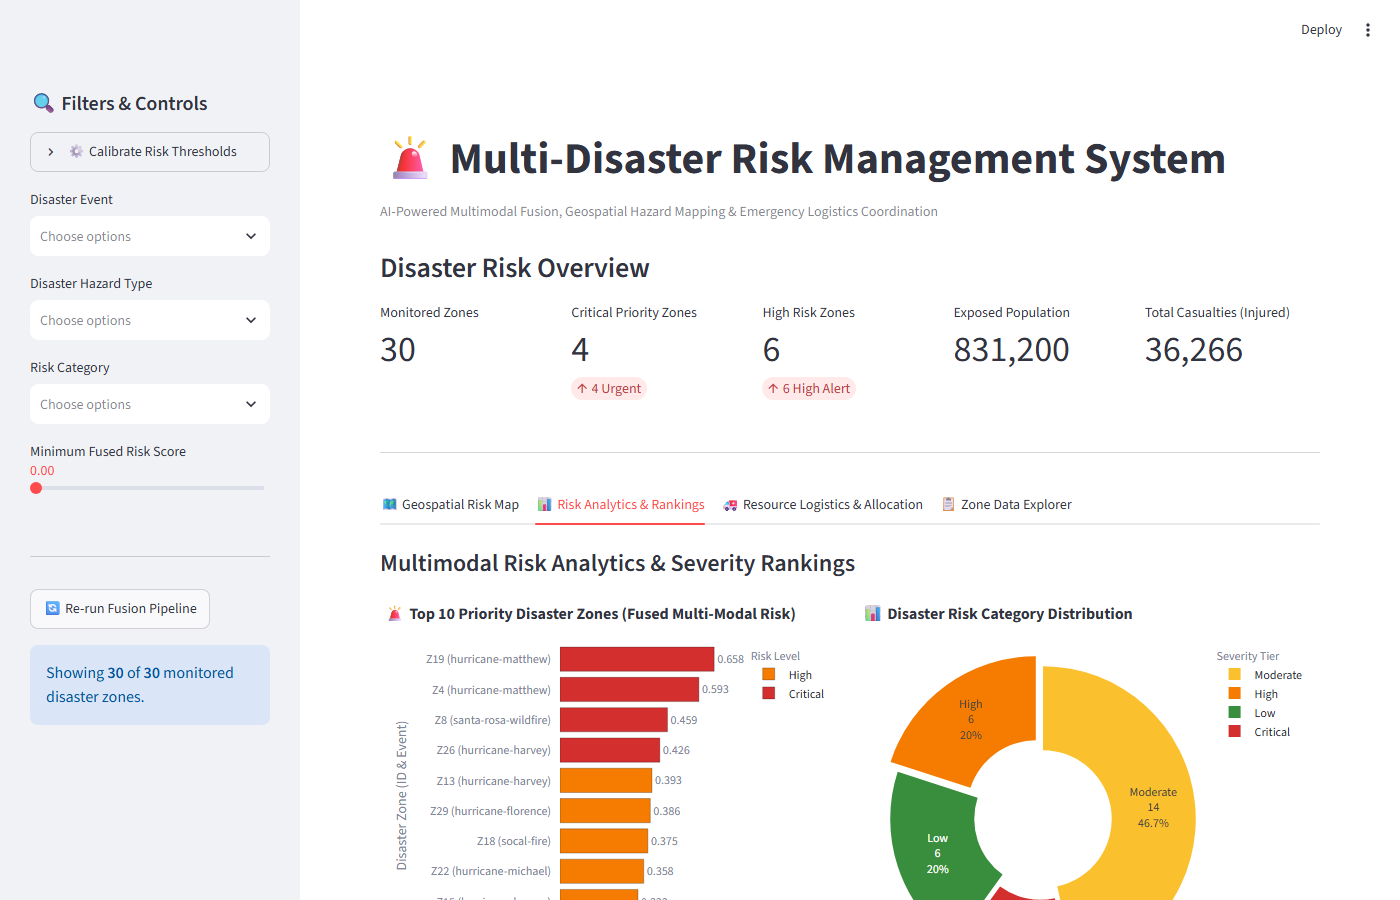 Deploy
Filters & Controls
Calibrate Risk Thresholds
Disaster Event
Choose options
Disaster Hazard Type
Choose options
Risk Category
Choose options
Minimum Fused Risk Score
0.00
Re-run Fusion Pipeline
Showing 30 of 30 monitored
disaster zones.
Multi-Disaster Risk Management System
AI-Powered Multimodal Fusion, Geospatial Hazard Mapping & Emergency Logistics Coordination
Disaster Risk Overview
Monitored Zones
30
Critical Priority Zones
4
↑ 4 Urgent
High Risk Zones
6
↑ 6 High Alert
Exposed Population
831,200
Total Casualties (Injured)
36,266
Geospatial Risk Map
Risk Analytics & Rankings
Resource Logistics & Allocation
Zone Data Explorer
Multimodal Risk Analytics & Severity Rankings
Top 10 Priority Disaster Zones (Fused Multi-Modal Risk)
Disaster Zone (ID & Event)
Z19 (hurricane-matthew) 0.658
Z4 (hurricane-matthew) 0.593
Z8 (santa-rosa-wildfire) 0.459
Z26 (hurricane-harvey) 0.426
Z13 (hurricane-harvey) 0.393
Z29 (hurricane-florence) 0.386
Z18 (socal-fire) 0.375
Z22 (hurricane-michael) 0.358
Risk Level
High
Critical
Disaster Risk Category Distribution
High
6
20%
Moderate
14
46.7%
Low
6
20%
Severity Tier
Moderate
High
Low
Critical